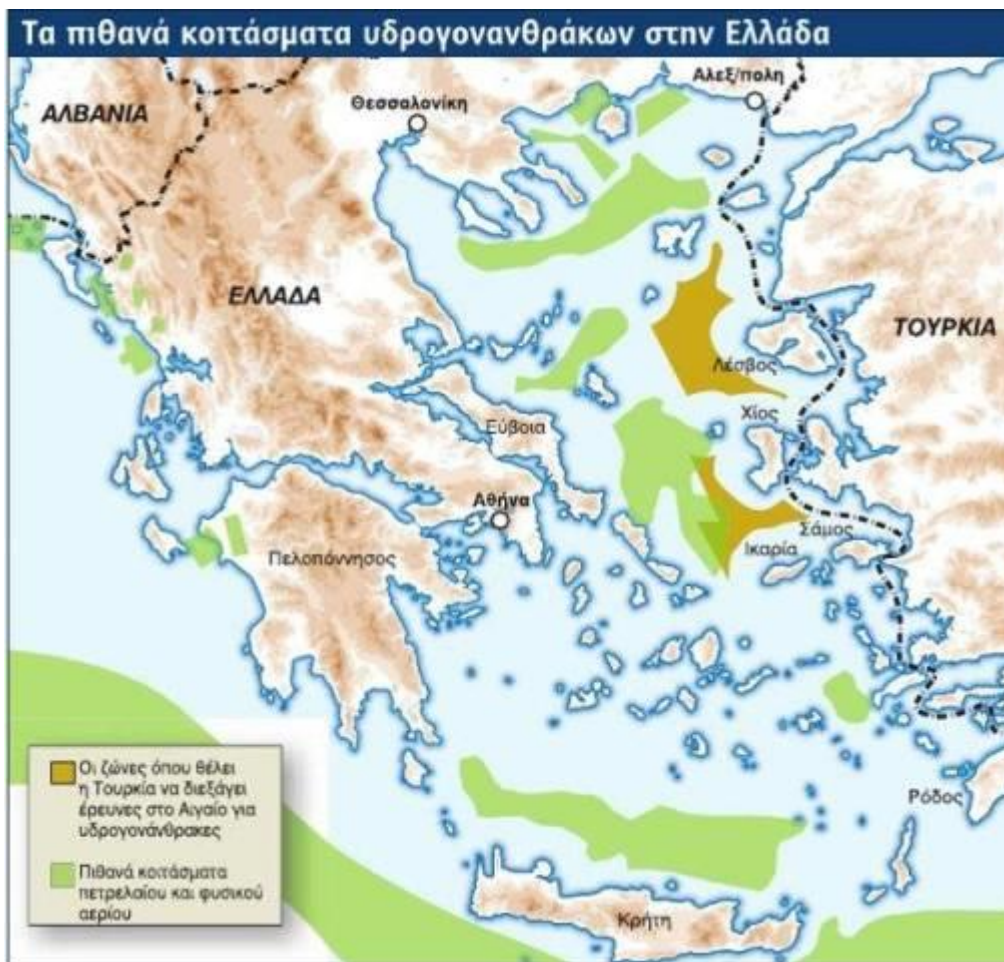 Τα πιθανά κοιτάσματα υδρογονανθράκων στην Ελλάδα
Αλεξ/πολη
ΑΛΒΑΝΙΑ
Θεσσαλονίκη
ΕΛΛΑΔΑ
ΤΟΥΡΚΙΑ
Λέσβος
Χίος
Εύβοια
Αθήνα
Σάμος
Ικαρία
Πελοπόννησος
Οι ζώνες όπου θέλει
η Τουρκία να διεξάγει
έρευνες στο Αιγαίο για
υδρογονάνθρακες
Ρόδος
Πιθανά κοιτάσματα
πετρελαίου και φυσικού
αερίου
Κρήτη